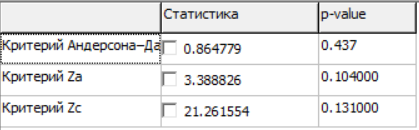 Статистика p-value
Критерий Андерсона–Да 0.864779 0.437
Критерий Za 3.388826 0.104000
Критерий Zc 21.261554 0.131000